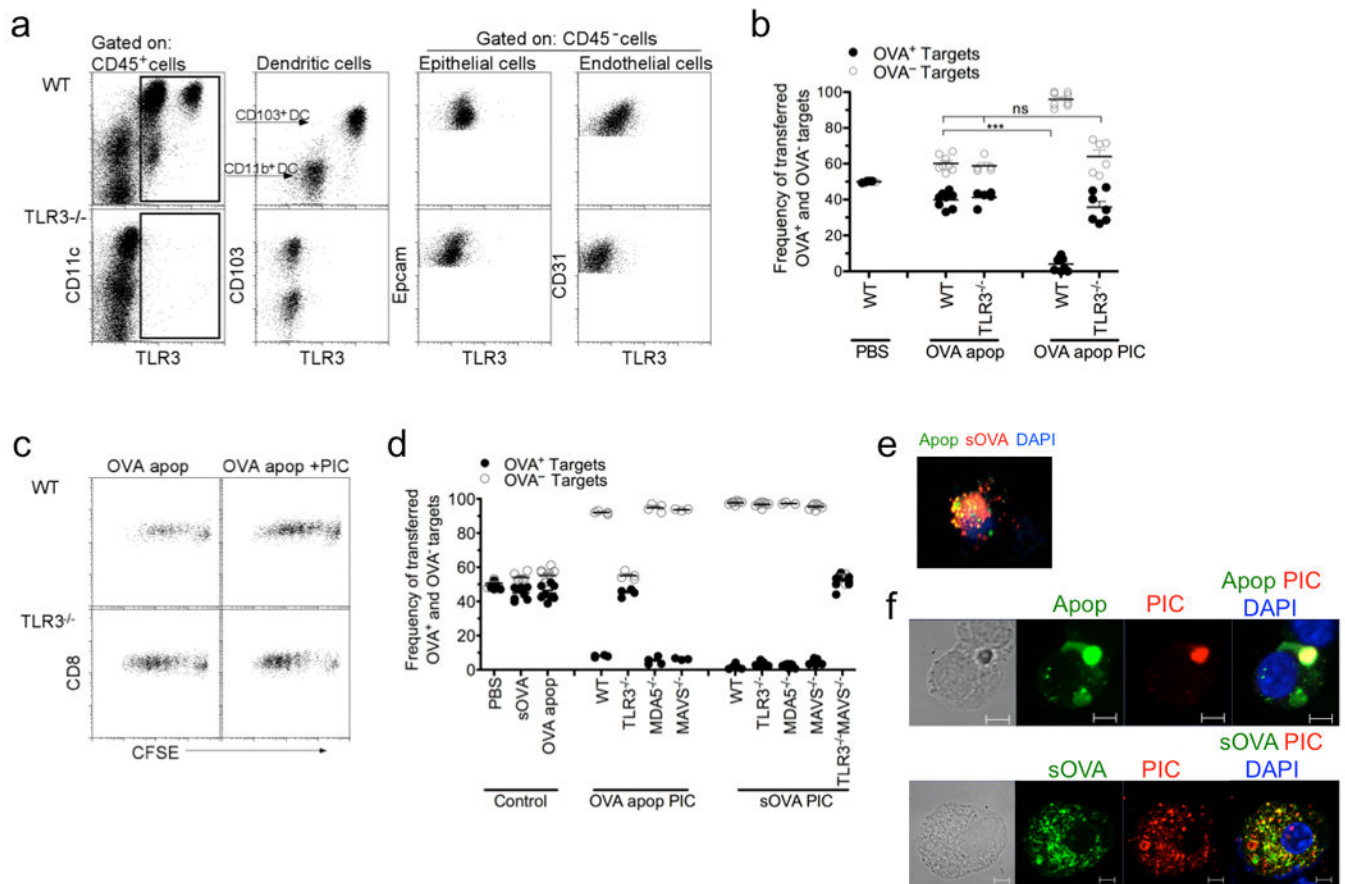 a
Gated on:
CD45⁺cells
Gated on: CD45⁻cells
Dendritic cells
Epithelial cells
Endothelial cells
WT
CD103⁺DC
CD11b⁺DC
TLR3-/-
CD11c
CD103
Epcam
CD31
TLR3
TLR3
TLR3
TLR3
b
OVA⁺ Targets
OVA⁻ Targets
Frequency of transferred
OVA⁺ and OVA⁻ targets
100
80
60
40
20
0
ns
***
WT
WT
TLR3⁻/⁻
WT
TLR3⁻/⁻
PBS
OVA apop
OVA apop PIC
c
OVA apop
OVA apop +PIC
WT
TLR3⁻/⁻
CD8
CFSE
d
OVA⁺ Targets
OVA⁻ Targets
Frequency of transferred
OVA⁺ and OVA⁻ targets
100
80
60
40
20
0
PBS
sOVA
OVA apop
WT
TLR3⁻/⁻
MDA5⁻/⁻
MAVS⁻/⁻
WT
TLR3⁻/⁻
MDA5⁻/⁻
MAVS⁻/⁻
TLR3⁻/⁻MAVS⁻/⁻
Control
OVA apop PIC
sOVA PIC
e
Apop sOVA DAPI
f
Apop
PIC
Apop PIC
DAPI
sOVA
PIC
sOVA PIC
DAPI